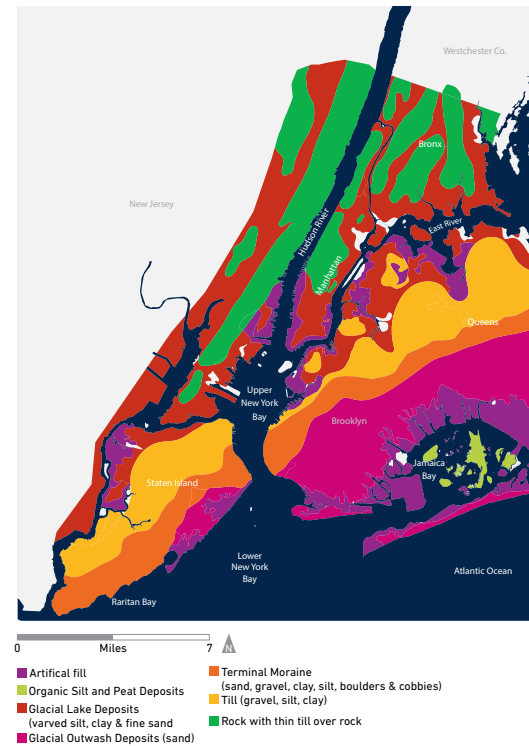 Westchester Co.
Bronx
New Jersey
East River
Hudson River
Manhattan
Queens
Upper
New York
Bay
Brooklyn
Jamaica
Bay
Staten Island
Lower
New York
Bay
Atlantic Ocean
Raritan Bay
0 Miles 7 N
Artifical fill
Organic Silt and Peat Deposits
Glacial Lake Deposits
(varved silt, clay & fine sand
Glacial Outwash Deposits (sand)
Terminal Moraine
(sand, gravel, clay, silt, boulders & cobbies)
Till (gravel, silt, clay)
Rock with thin till over rock